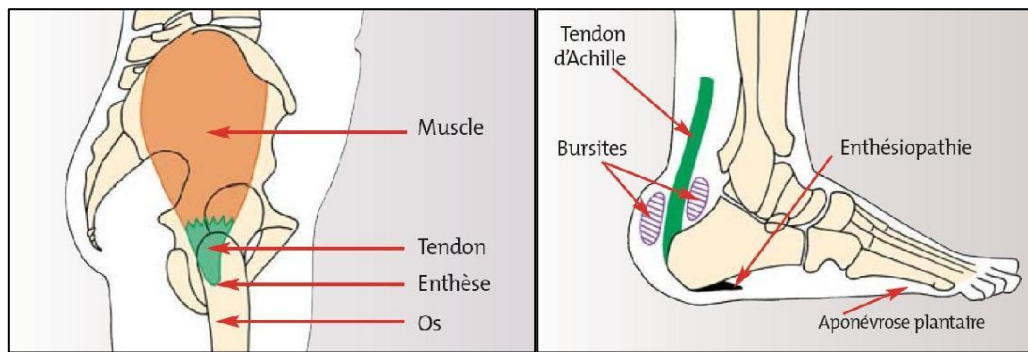 Muscle
Tendon
Enthèse
Os
Tendon
d'Achille
Bursites
Enthésiopathie
Aponévrose plantaire